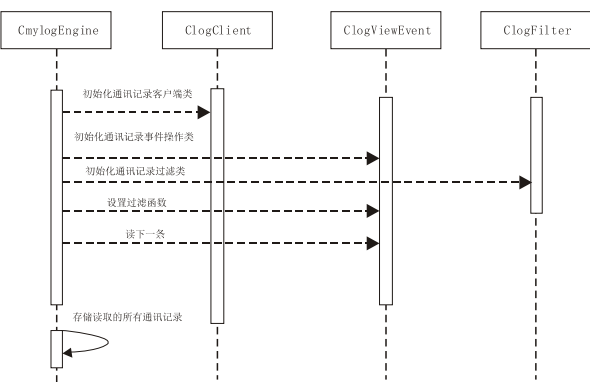 CmylogEngine
ClogClient
ClogViewEvent
ClogFilter
初始化通讯记录客户端类
初始化通讯记录事件操作类
初始化通讯记录过滤类
设置过滤函数
读下一条
存储读取的所有通讯记录